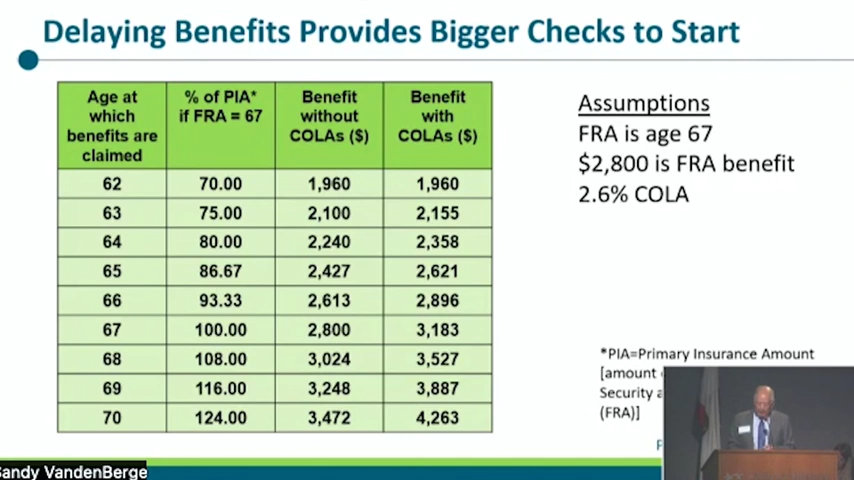 Delaying Benefits Provides Bigger Checks to Start
Age at which benefits are claimed | % of PIA* if FRA = 67 | Benefit without COLAs ($) | Benefit with COLAs ($)
62 | 70.00 | 1,960 | 1,960
63 | 75.00 | 2,100 | 2,155
64 | 80.00 | 2,240 | 2,358
65 | 86.67 | 2,427 | 2,621
66 | 93.33 | 2,613 | 2,896
67 | 100.00 | 2,800 | 3,183
68 | 108.00 | 3,024 | 3,527
69 | 116.00 | 3,248 | 3,887
70 | 124.00 | 3,472 | 4,263
Assumptions
FRA is age 67
$2,800 is FRA benefit
2.6% COLA
*PIA=Primary Insurance Amount
[amount
Security
(FRA)]
Sandy VandenBerge